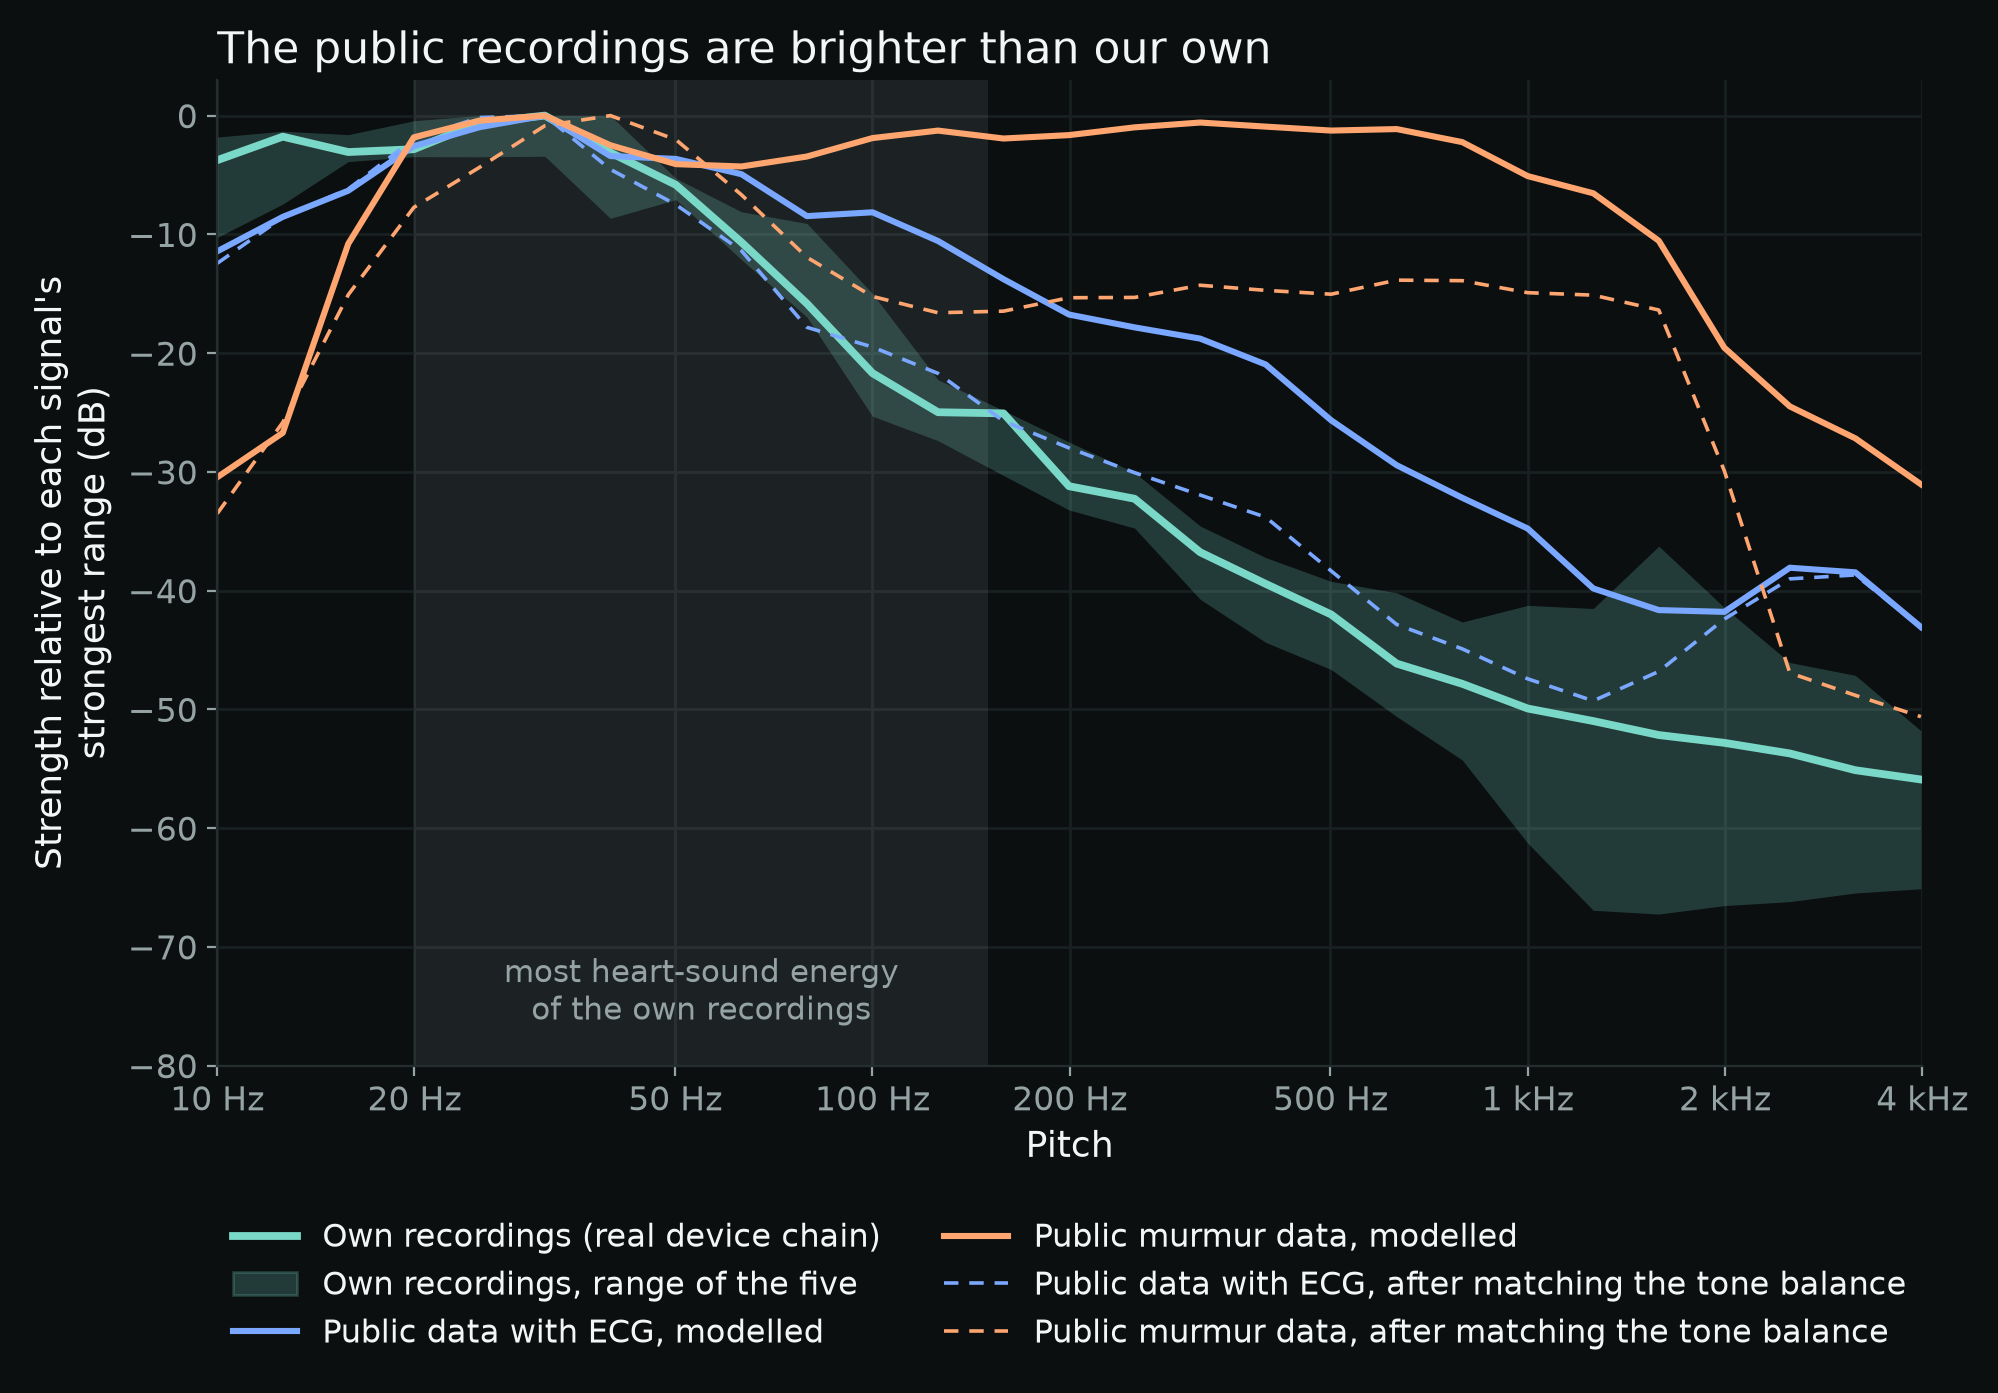 The public recordings are brighter than our own
Strength relative to each signal's
strongest range (dB)
0
−10
−20
−30
−40
−50
−60
−70
−80
most heart-sound energy
of the own recordings
10 Hz 20 Hz 50 Hz 100 Hz 200 Hz 500 Hz 1 kHz 2 kHz 4 kHz
Pitch
Own recordings (real device chain)
Own recordings, range of the five
Public data with ECG, modelled
Public murmur data, modelled
Public data with ECG, after matching the tone balance
Public murmur data, after matching the tone balance